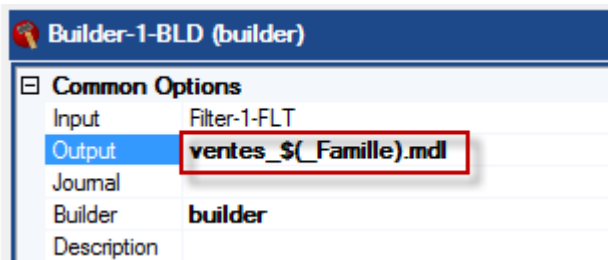 Builder-1-BLD (builder)
Common Options
Input Filter-1-FLT
Output ventes_$(_Famille).mdl
Journal
Builder builder
Description